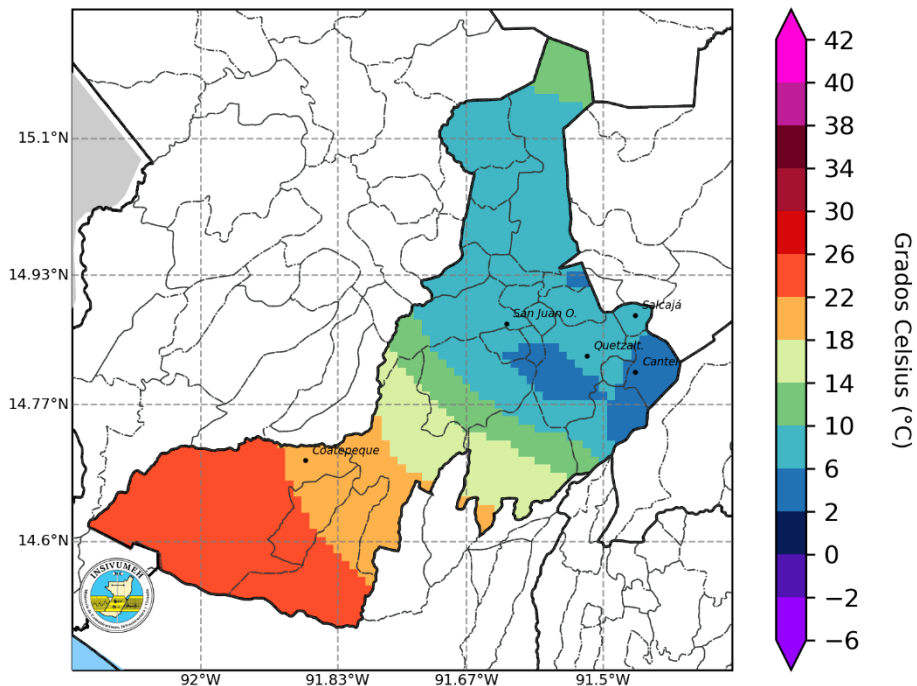 15.1°N
14.93°N
14.77°N
14.6°N
92°W
91.83°W
91.67°W
91.5°W
San Juan O.
Salcajá
Quetzalt.
Cantel
Coatepeque
INSIVUMEH
42
40
38
34
30
26
22
18
14
10
6
2
0
−2
−6
Grados Celsius (°C)